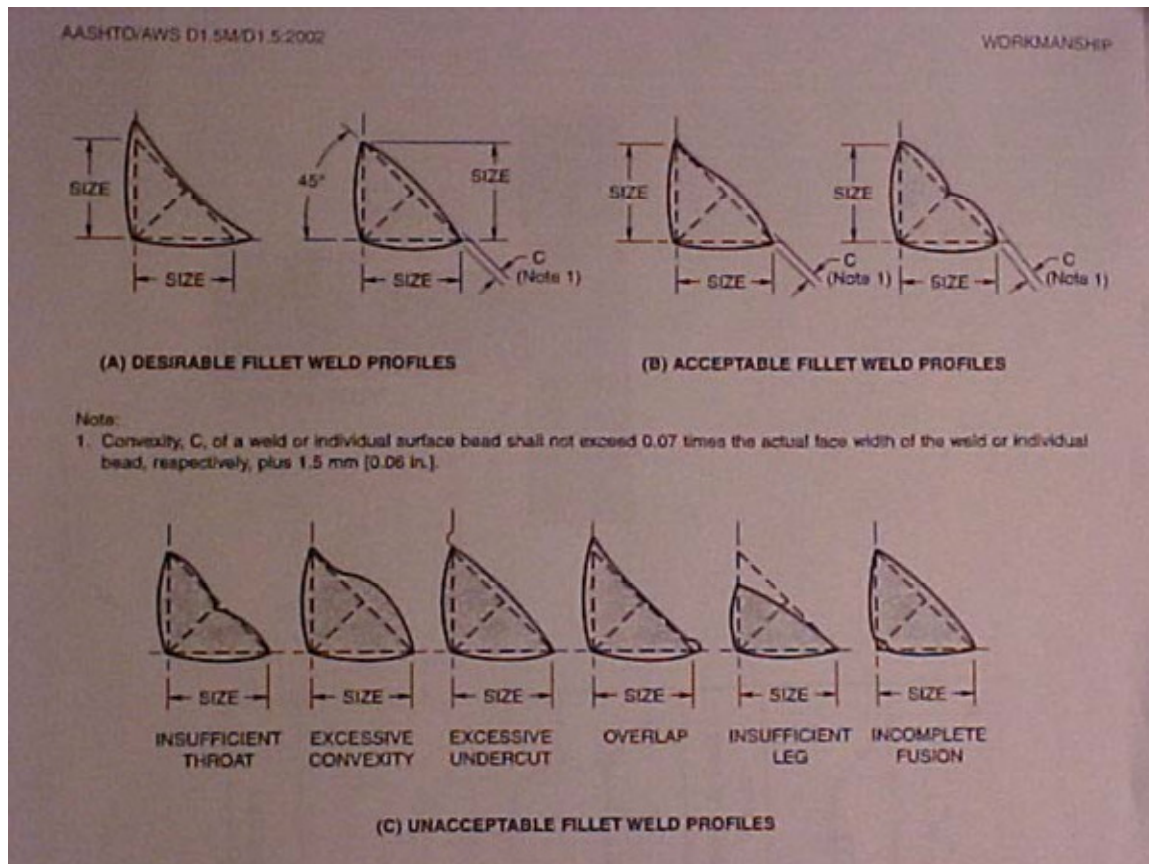 AASHTO/AWS D1.5M/D1.5:2002
WORKMANSHIP
SIZE
SIZE
45°
SIZE
SIZE
C
(Note 1)
SIZE
SIZE
C
(Note 1)
SIZE
SIZE
C
(Note 1)
(A) DESIRABLE FILLET WELD PROFILES
(B) ACCEPTABLE FILLET WELD PROFILES
Note:
1. Convexity, C, of a weld or individual surface bead shall not exceed 0.07 times the actual face width of the weld or individual
bead, respectively, plus 1.5 mm [0.06 in.].
SIZE
SIZE
SIZE
SIZE
SIZE
SIZE
INSUFFICIENT
THROAT
EXCESSIVE
CONVEXITY
EXCESSIVE
UNDERCUT
OVERLAP
INSUFFICIENT
LEG
INCOMPLETE
FUSION
(C) UNACCEPTABLE FILLET WELD PROFILES